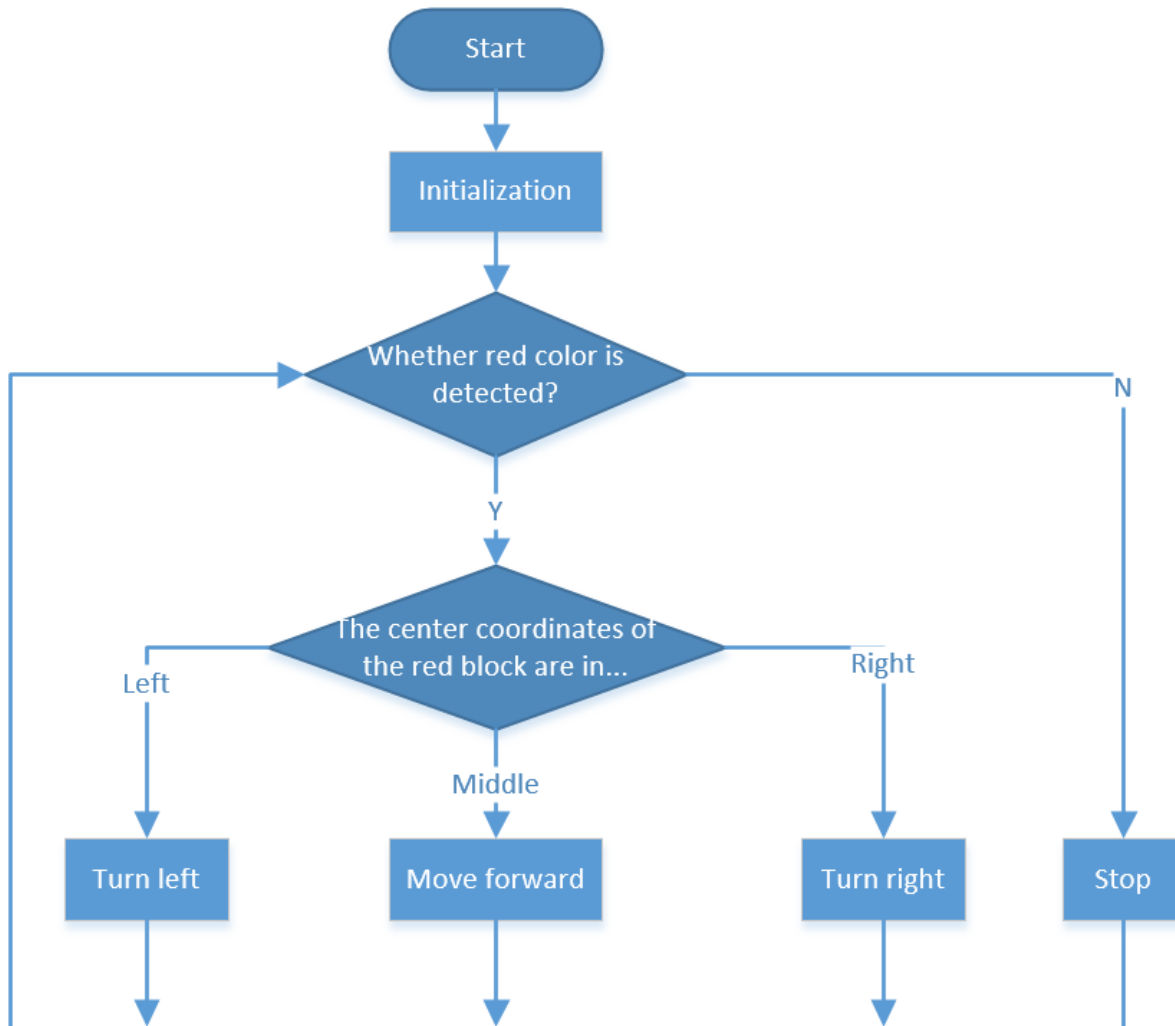 Start
Initialization
Whether red color is
detected?
N
Y
The center coordinates of
the red block are in...
Left
Right
Middle
Turn left
Move forward
Turn right
Stop